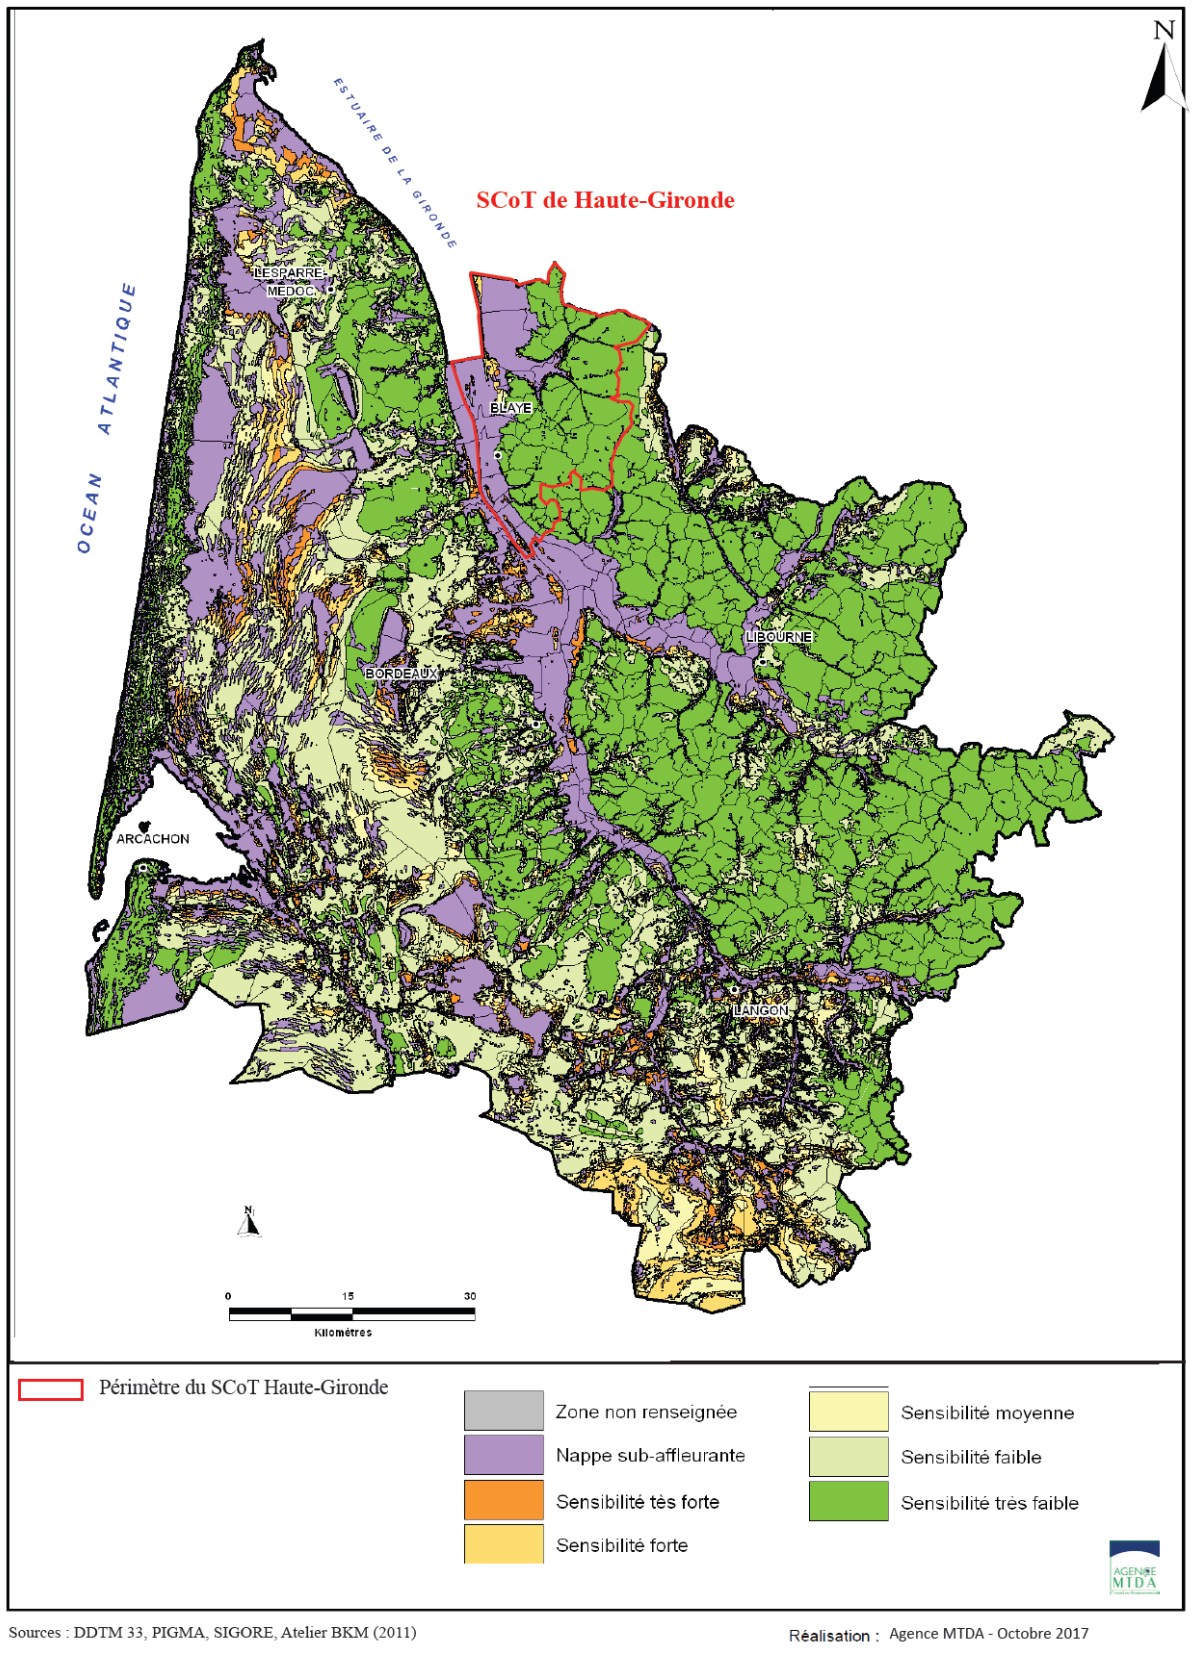 N
ESTUAIRE DE LA GIRONDE
SCoT de Haute-Gironde
OCEAN ATLANTIQUE
LESPARRE-
MEDOC
BLAYE
LIBOURNE
BORDEAUX
ARCACHON
LANGON
N
0 15 30
Kilométres
Périmètre du SCoT Haute-Gironde
Zone non renseignée
Nappe sub-affleurante
Sensibilité tès forte
Sensibilité forte
Sensibilité moyenne
Sensibilité faible
Sensibilité très faible
AGENCE
MTDA
Sources : DDTM 33, PIGMA, SIGORE, Atelier BKM (2011)
Réalisation : Agence MTDA - Octobre 2017